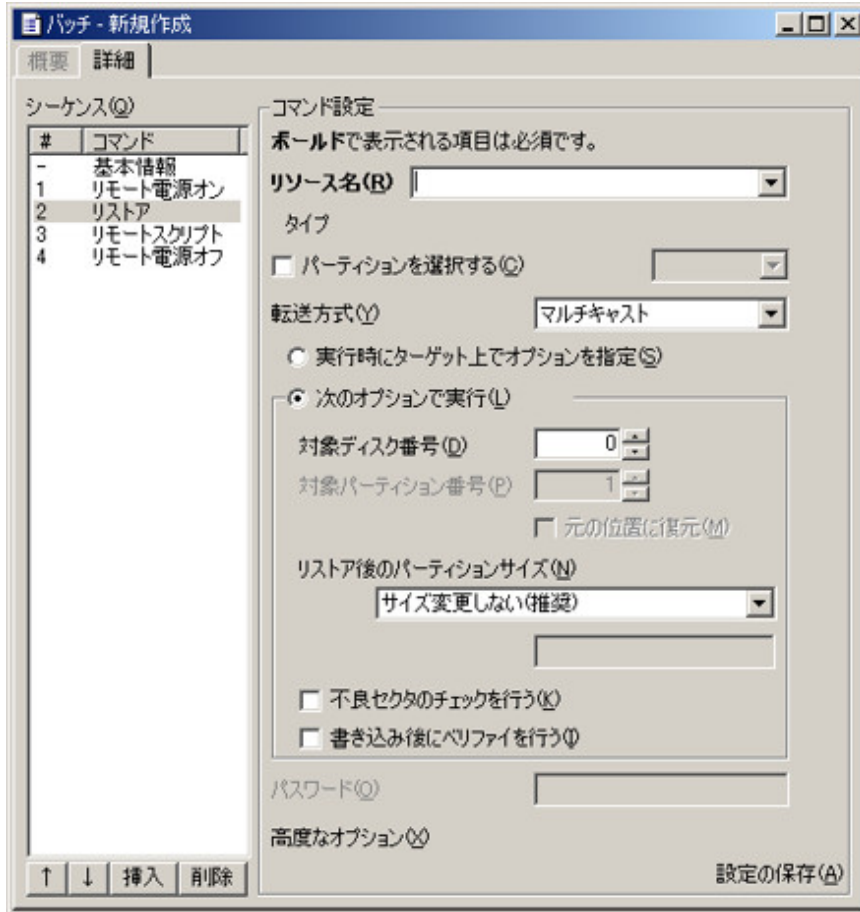 バッチ - 新規作成
概要 詳細
シーケンス(Q)
# コマンド
- 基本情報
1 リモート電源オン
2 リストア
3 リモートスクリプト
4 リモート電源オフ
↑ ↓ 挿入 削除
コマンド設定
ボールドで表示される項目は必須です。
リソース名(R)
タイプ
パーティションを選択する(C)
転送方式(Y) マルチキャスト
実行時にターゲット上でオプションを指定(S)
次のオプションで実行(L)
対象ディスク番号(D) 0
対象パーティション番号(P) 1
元の位置に復元(M)
リストア後のパーティションサイズ(N)
サイズ変更しない(推奨)
不良セクタのチェックを行う(K)
書き込み後にベリファイを行う(I)
パスワード(O)
高度なオプション(X)
設定の保存(A)